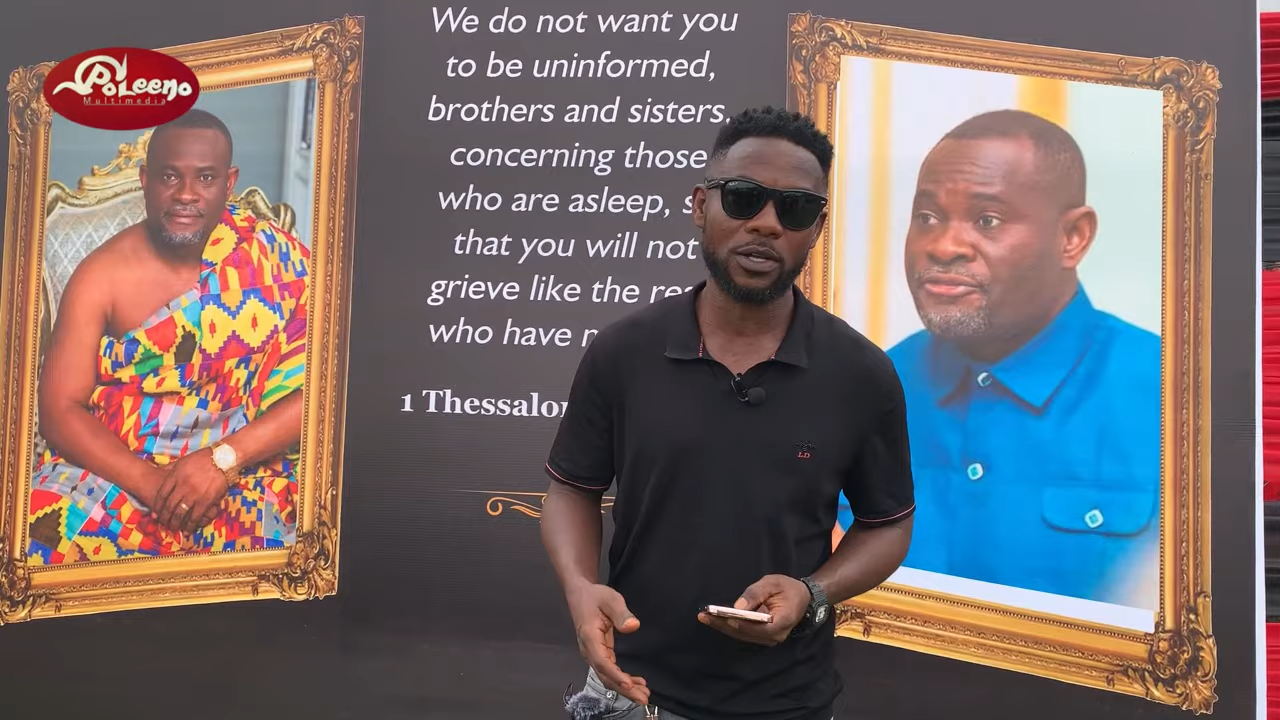 PoLeeno
Multimedia
We do not want you
to be uninformed,
brothers and sisters,
concerning those
who are asleep, s
that you will not
grieve like the re
who have n
1 Thessalon
LD